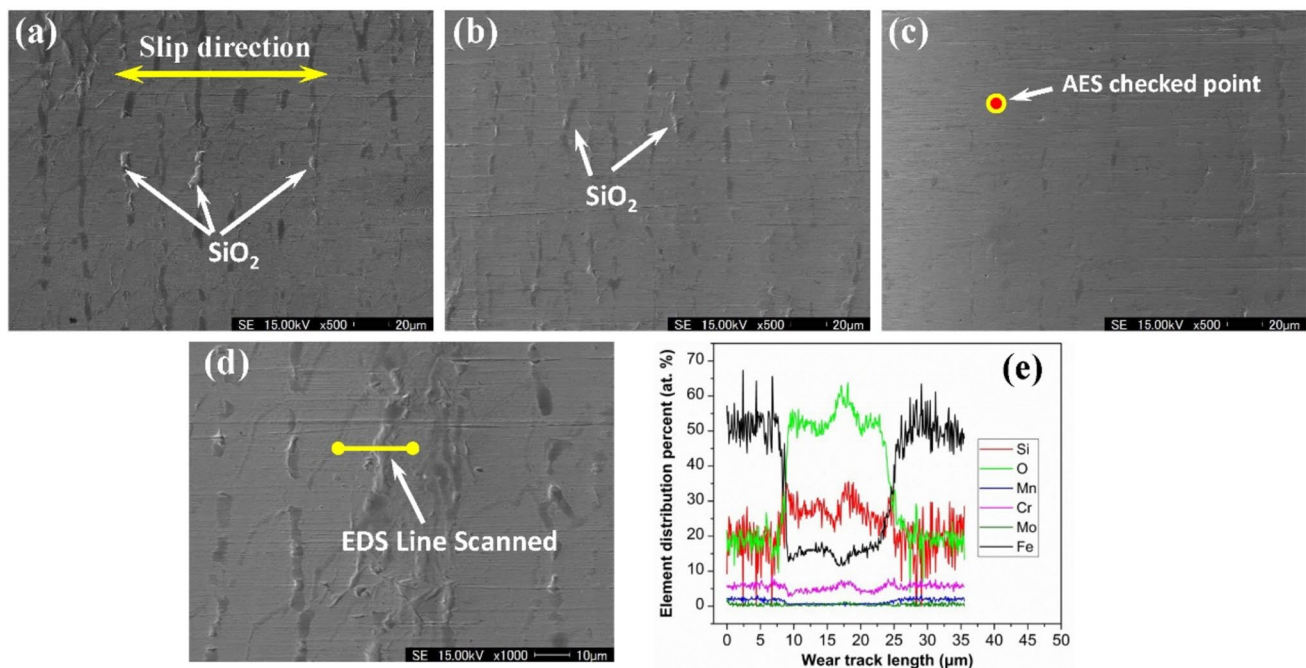 (a)
Slip direction
SiO₂
SE 15.00kV x500 20μm
(b)
SiO₂
SE 15.00kV x500 20μm
(c)
AES checked point
SE 15.00kV x500 20μm
(d)
EDS Line Scanned
SE 15.00kV x1000 10μm
(e)
Element distribution percent (at. %)
70
60
50
40
30
20
10
0
Si
O
Mn
Cr
Mo
Fe
0 5 10 15 20 25 30 35 40 45 50
Wear track length (μm)